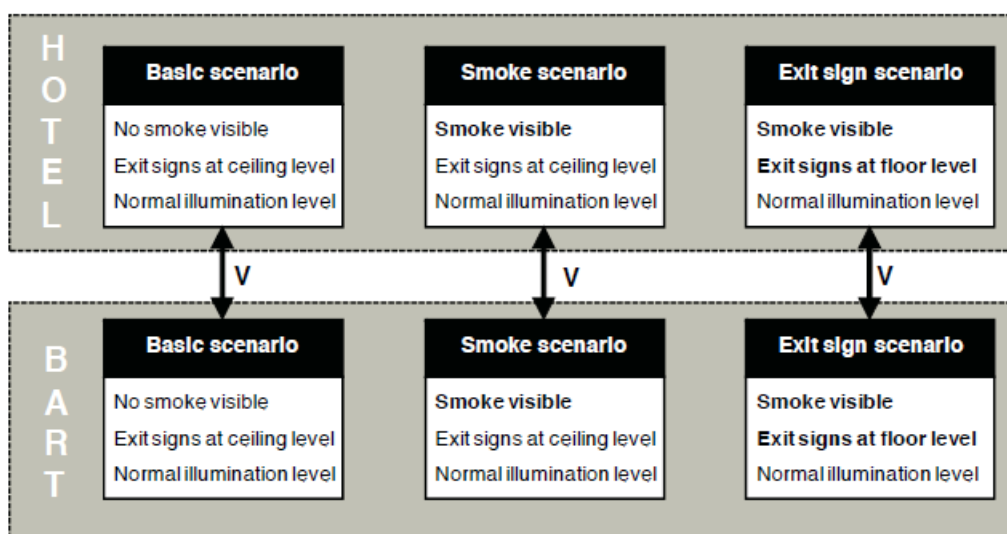 HOTEL
Basic scenario
No smoke visible
Exit signs at ceiling level
Normal illumination level
Smoke scenario
Smoke visible
Exit signs at ceiling level
Normal illumination level
Exit sign scenario
Smoke visible
Exit signs at floor level
Normal illumination level
V
V
V
BART
Basic scenario
No smoke visible
Exit signs at ceiling level
Normal illumination level
Smoke scenario
Smoke visible
Exit signs at ceiling level
Normal illumination level
Exit sign scenario
Smoke visible
Exit signs at floor level
Normal illumination level